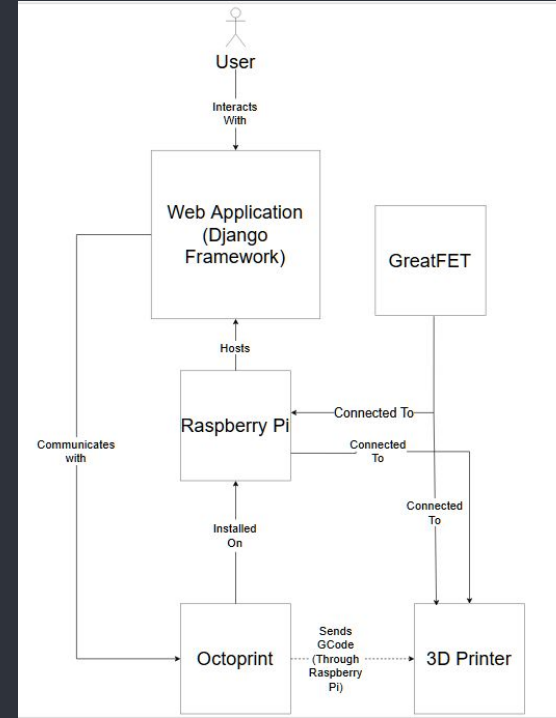 User
Interacts
With
Web Application
(Django
Framework)
GreatFET
Hosts
Raspberry Pi
Connected To
Connected
To
Communicates
with
Connected
To
Installed
On
Octoprint
Sends
GCode
(Through
Raspberry
Pi)
3D Printer